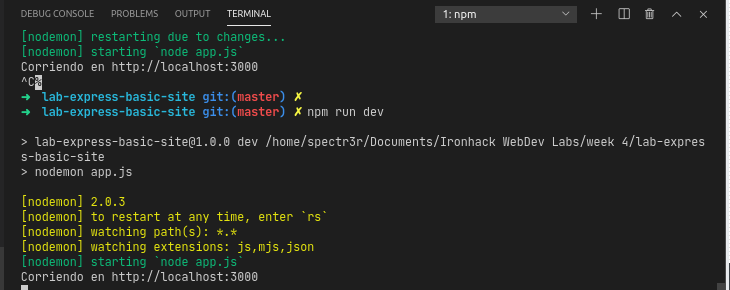 DEBUG CONSOLE PROBLEMS OUTPUT TERMINAL 1: npm
[nodemon] restarting due to changes...
[nodemon] starting `node app.js`
Corriendo en http://localhost:3000
^C%
➜ lab-express-basic-site git:(master) ✗
➜ lab-express-basic-site git:(master) ✗ npm run dev
> lab-express-basic-site@1.0.0 dev /home/spectr3r/Documents/Ironhack WebDev Labs/week 4/lab-expres
s-basic-site
> nodemon app.js
[nodemon] 2.0.3
[nodemon] to restart at any time, enter `rs`
[nodemon] watching path(s): *.*
[nodemon] watching extensions: js,mjs,json
[nodemon] starting `node app.js`
Corriendo en http://localhost:3000